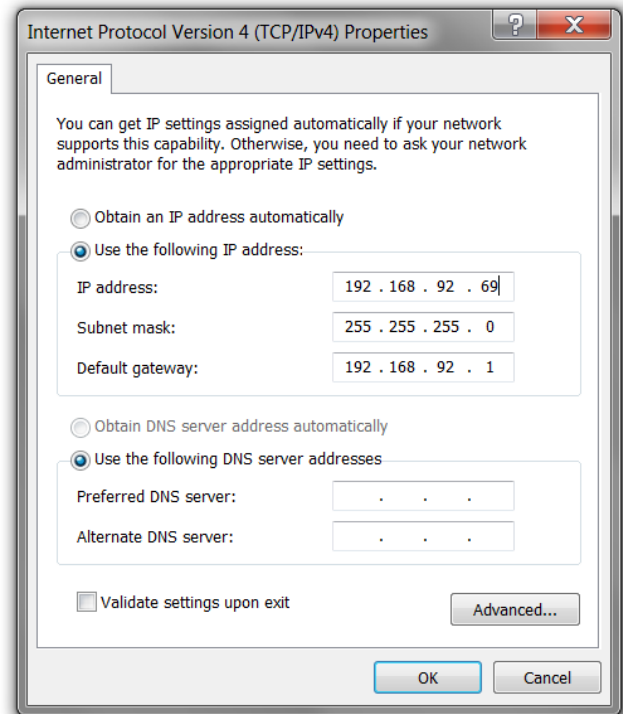 Internet Protocol Version 4 (TCP/IPv4) Properties
? X
General
You can get IP settings assigned automatically if your network
supports this capability. Otherwise, you need to ask your network
administrator for the appropriate IP settings.
Obtain an IP address automatically
Use the following IP address:
IP address: 192 . 168 . 92 . 69
Subnet mask: 255 . 255 . 255 . 0
Default gateway: 192 . 168 . 92 . 1
Obtain DNS server address automatically
Use the following DNS server addresses
Preferred DNS server: . . .
Alternate DNS server: . . .
Validate settings upon exit
Advanced...
OK Cancel